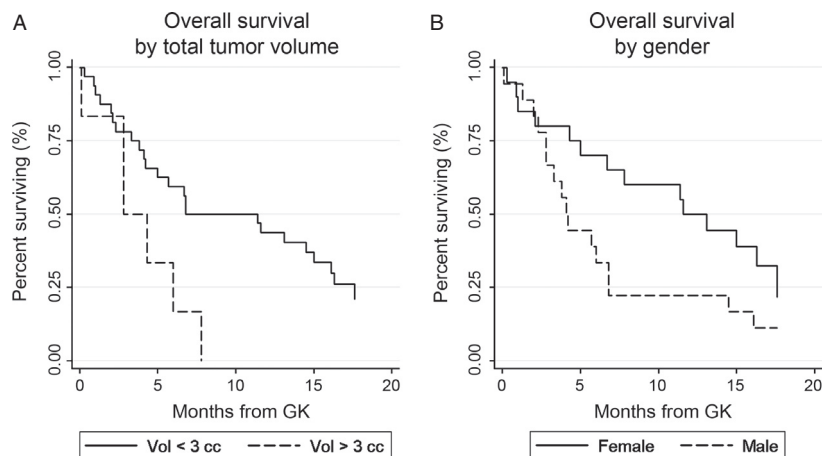 A
Overall survival
by total tumor volume
Percent surviving (%)
1.00
0.75
0.50
0.25
0.00
0 5 10 15 20
Months from GK
Vol < 3 cc Vol > 3 cc
B
Overall survival
by gender
Percent surviving (%)
1.00
0.75
0.50
0.25
0.00
0 5 10 15 20
Months from GK
Female Male